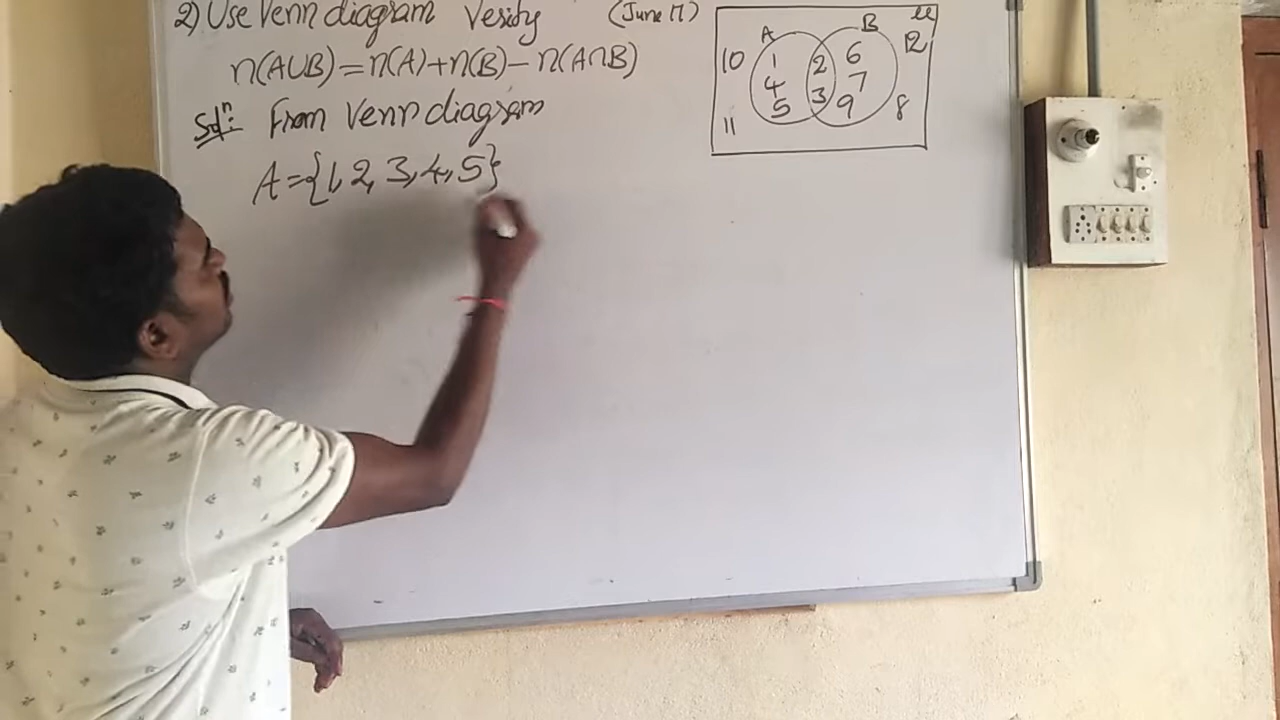 2) Use Venn diagram Verify (June 17)
n(A∪B) = n(A) + n(B) - n(A∩B)
Solⁿ: From Venn diagram
A = {1, 2, 3, 4, 5}
A B
10 1 2 6 12
4 7
5 3 9 8
11